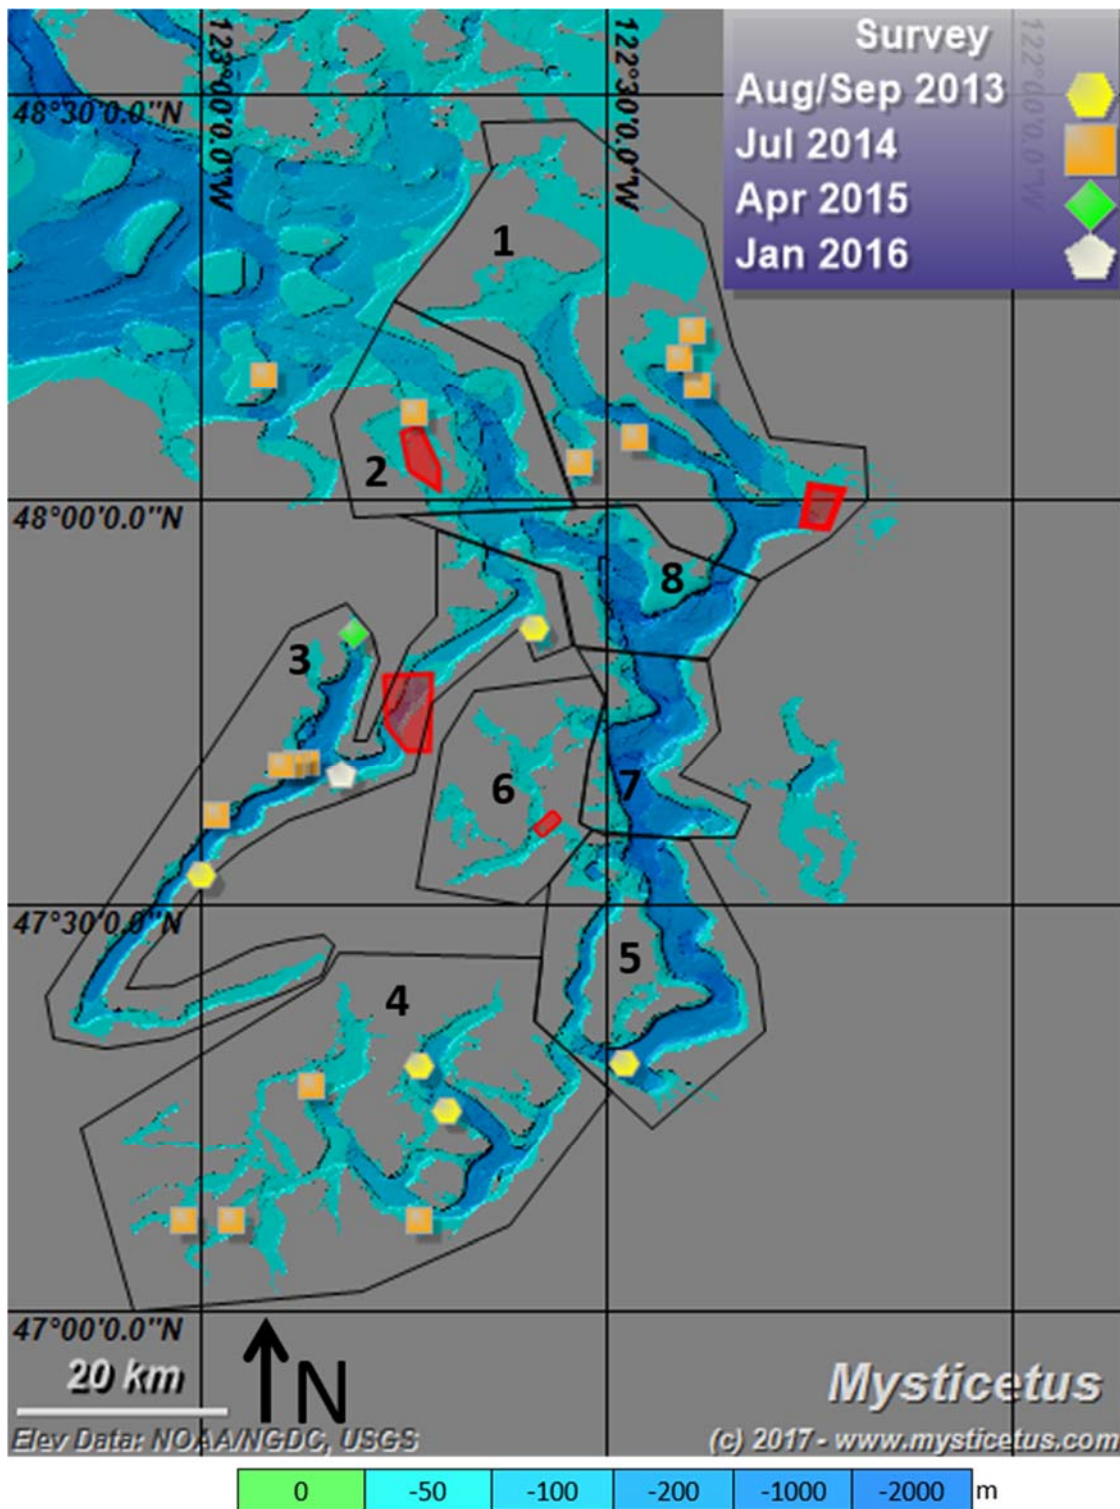 Survey
Aug/Sep 2013
Jul 2014
Apr 2015
Jan 2016
123°00'0.0"W
122°30'0.0"W
122°00'0.0"W
48°30'0.0"N
1
2
48°00'0.0"N
8
3
6
7
47°30'0.0"N
5
4
47°00'0.0"N
20 km
N
Mysticetus
Elev Data: NOAA/NGDC, USGS
(c) 2017 - www.mysticetus.com
0 -50 -100 -200 -1000 -2000 m